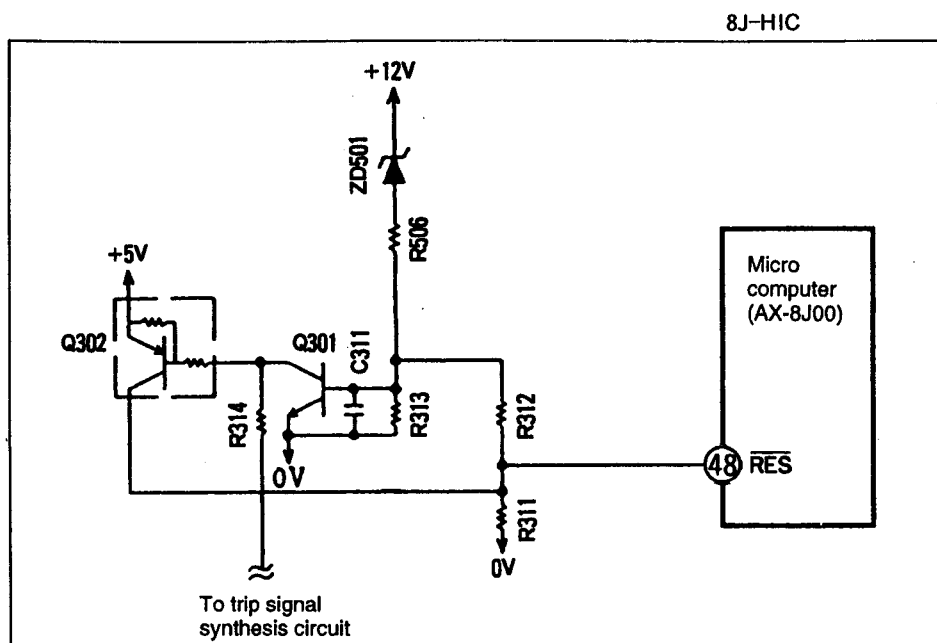 8J-HIC
+12V
ZD501
R506
+5V
Q302
Q301
C311
R314
R313
R312
0V
Micro
computer
(AX-8J00)
48 RES
R311
0V
To trip signal
synthesis circuit